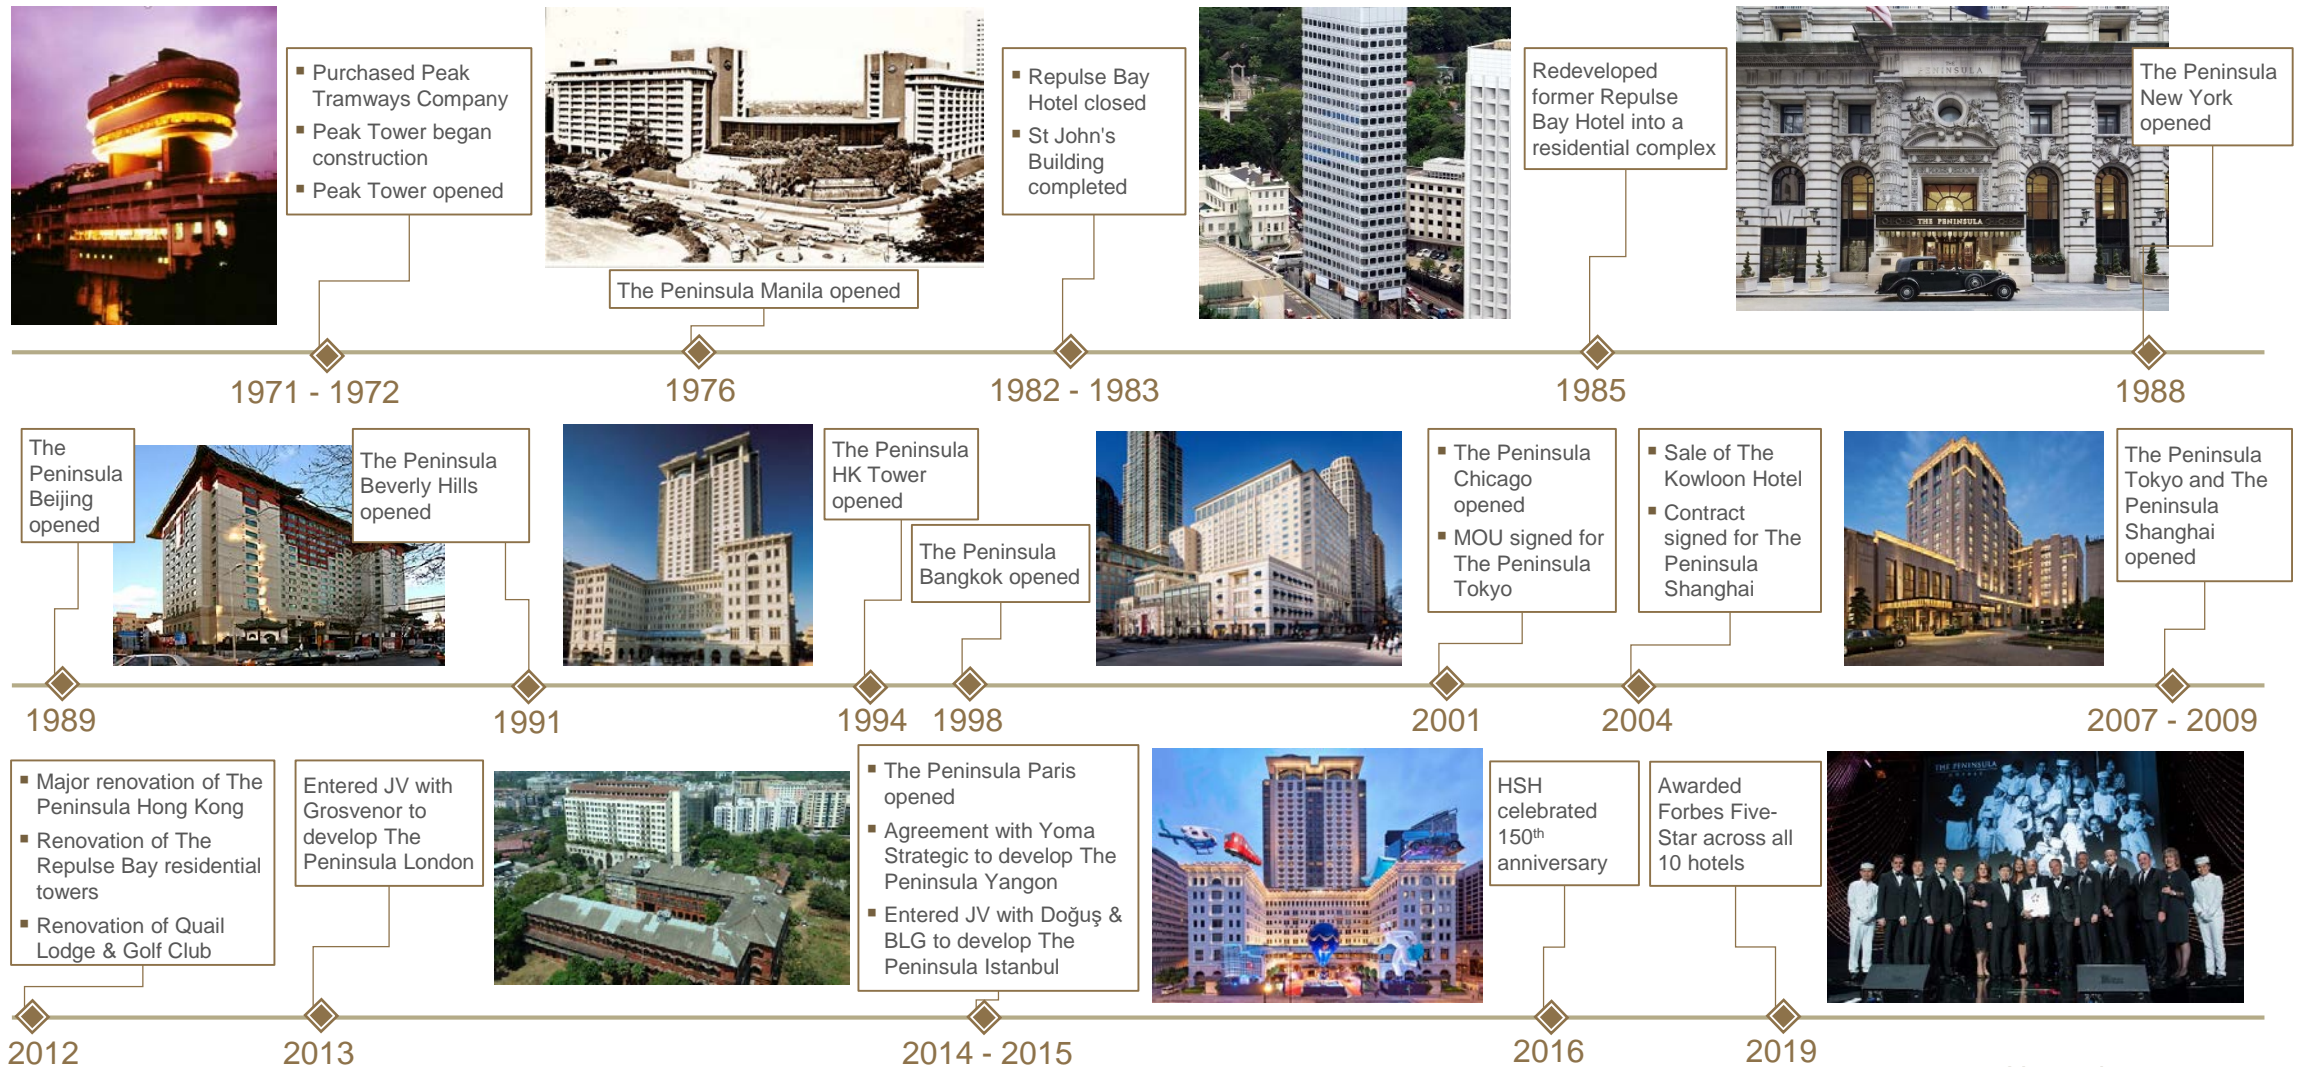 ▪ Purchased Peak
Tramways Company
▪ Peak Tower began
construction
▪ Peak Tower opened
The Peninsula Manila opened
▪ Repulse Bay
Hotel closed
▪ St John's
Building
completed
Redeveloped
former Repulse
Bay Hotel into a
residential complex
THE
PENINSULA
THE PENINSULA
The Peninsula
New York
opened
1971 - 1972
1976
1982 - 1983
1985
1988
The
Peninsula
Beijing
opened
The Peninsula
Beverly Hills
opened
The Peninsula
HK Tower
opened
The Peninsula
Bangkok opened
▪ The Peninsula
Chicago
opened
▪ MOU signed for
The Peninsula
Tokyo
▪ Sale of The
Kowloon Hotel
▪ Contract
signed for The
Peninsula
Shanghai
The Peninsula
Tokyo and The
Peninsula
Shanghai
opened
1989
1991
1994
1998
2001
2004
2007 - 2009
▪ Major renovation of The
Peninsula Hong Kong
▪ Renovation of The
Repulse Bay residential
towers
▪ Renovation of Quail
Lodge & Golf Club
Entered JV with
Grosvenor to
develop The
Peninsula London
▪ The Peninsula Paris
opened
▪ Agreement with Yoma
Strategic to develop The
Peninsula Yangon
▪ Entered JV with Doğuş &
BLG to develop The
Peninsula Istanbul
HSH
celebrated
150th
anniversary
Awarded
Forbes Five-
Star across all
10 hotels
THE PENINSULA
HOTELS
2012
2013
2014 - 2015
2016
2019